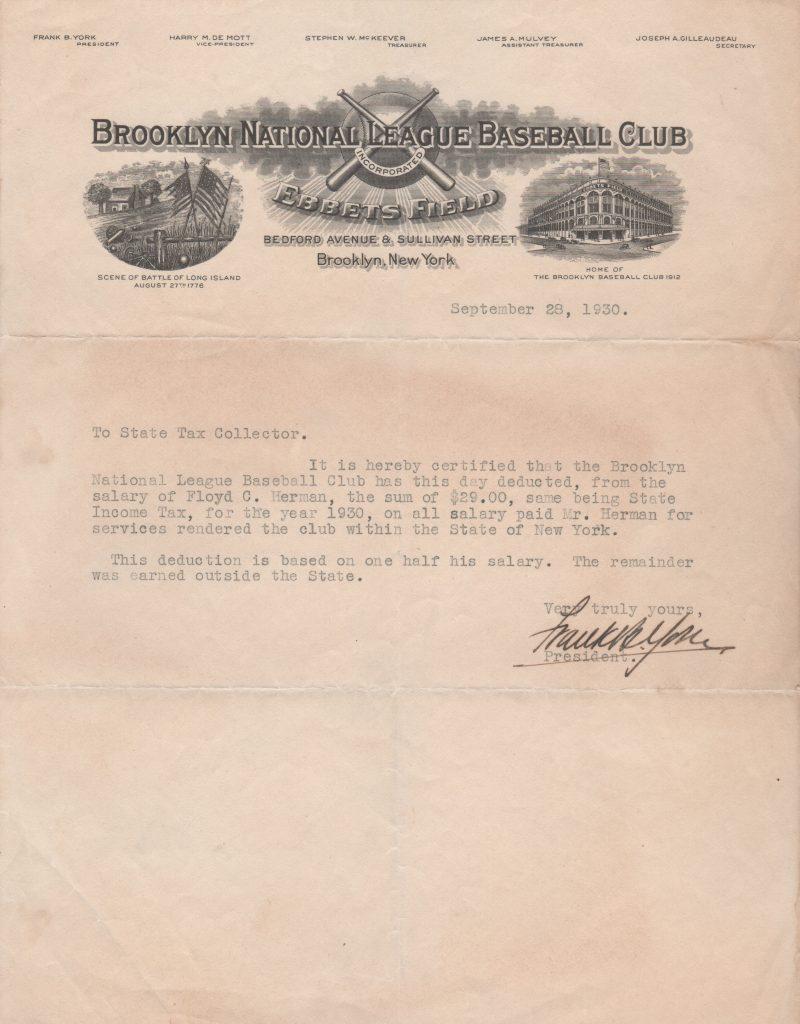 FRANK B. YORK HARRY M. DE MOTT STEPHEN W. McKEEVER JAMES A. MULVEY JOSEPH A. GILLEAUDEAU
PRESIDENT VICE-PRESIDENT TREASURER ASSISTANT TREASURER SECRETARY
BROOKLYN NATIONAL LEAGUE BASEBALL CLUB
INCORPORATED
EBBETS FIELD
EBBETS FIELD
BEDFORD AVENUE & SULLIVAN STREET
Brooklyn, New York
SCENE OF BATTLE OF LONG ISLAND
AUGUST 27TH 1776
HOME OF
THE BROOKLYN BASEBALL CLUB 1912
September 28, 1930.
To State Tax Collector.
It is hereby certified that the Brooklyn
National League Baseball Club has this day deducted, from the
salary of Floyd C. Herman, the sum of $29.00, same being State
Income Tax, for the year 1930, on all salary paid Mr. Herman for
services rendered the club within the State of New York.
This deduction is based on one half his salary. The remainder
was earned outside the State.
Very truly yours,
Frank B. York
President.